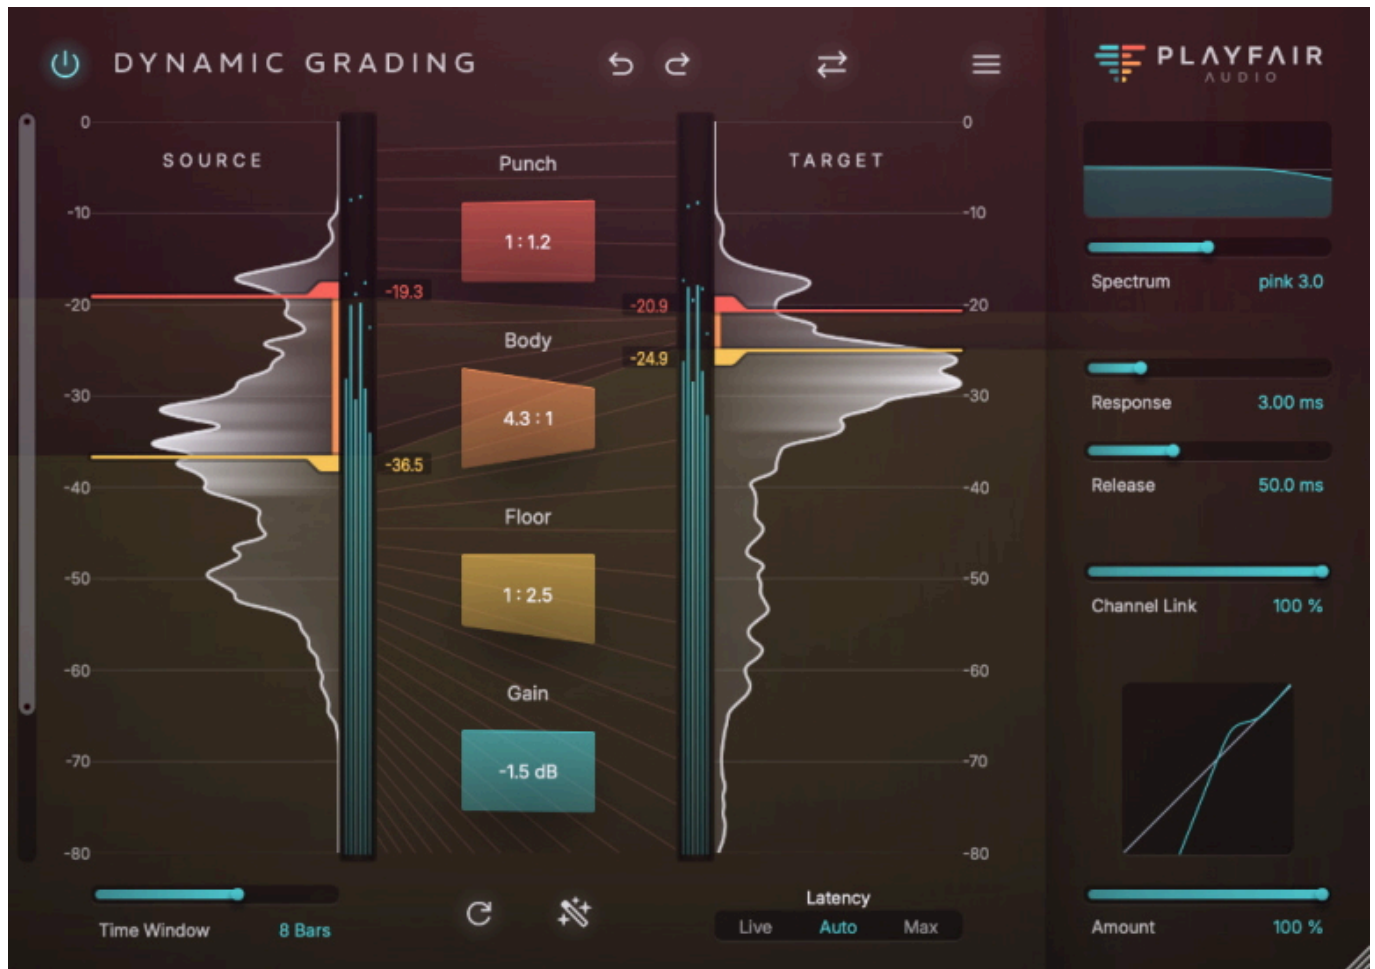 DYNAMIC GRADING
PLAYFAIR
AUDIO
0
SOURCE
-10
-20
-30
-40
-50
-60
-70
-80
-19.3
-36.5
Punch
1 : 1.2
Body
4.3 : 1
Floor
1 : 2.5
Gain
-1.5 dB
-20.9
-24.9
0
TARGET
-10
-20
-30
-40
-50
-60
-70
-80
Spectrum pink 3.0
Response 3.00 ms
Release 50.0 ms
Channel Link 100 %
Amount 100 %
Time Window 8 Bars
Latency
Live Auto Max